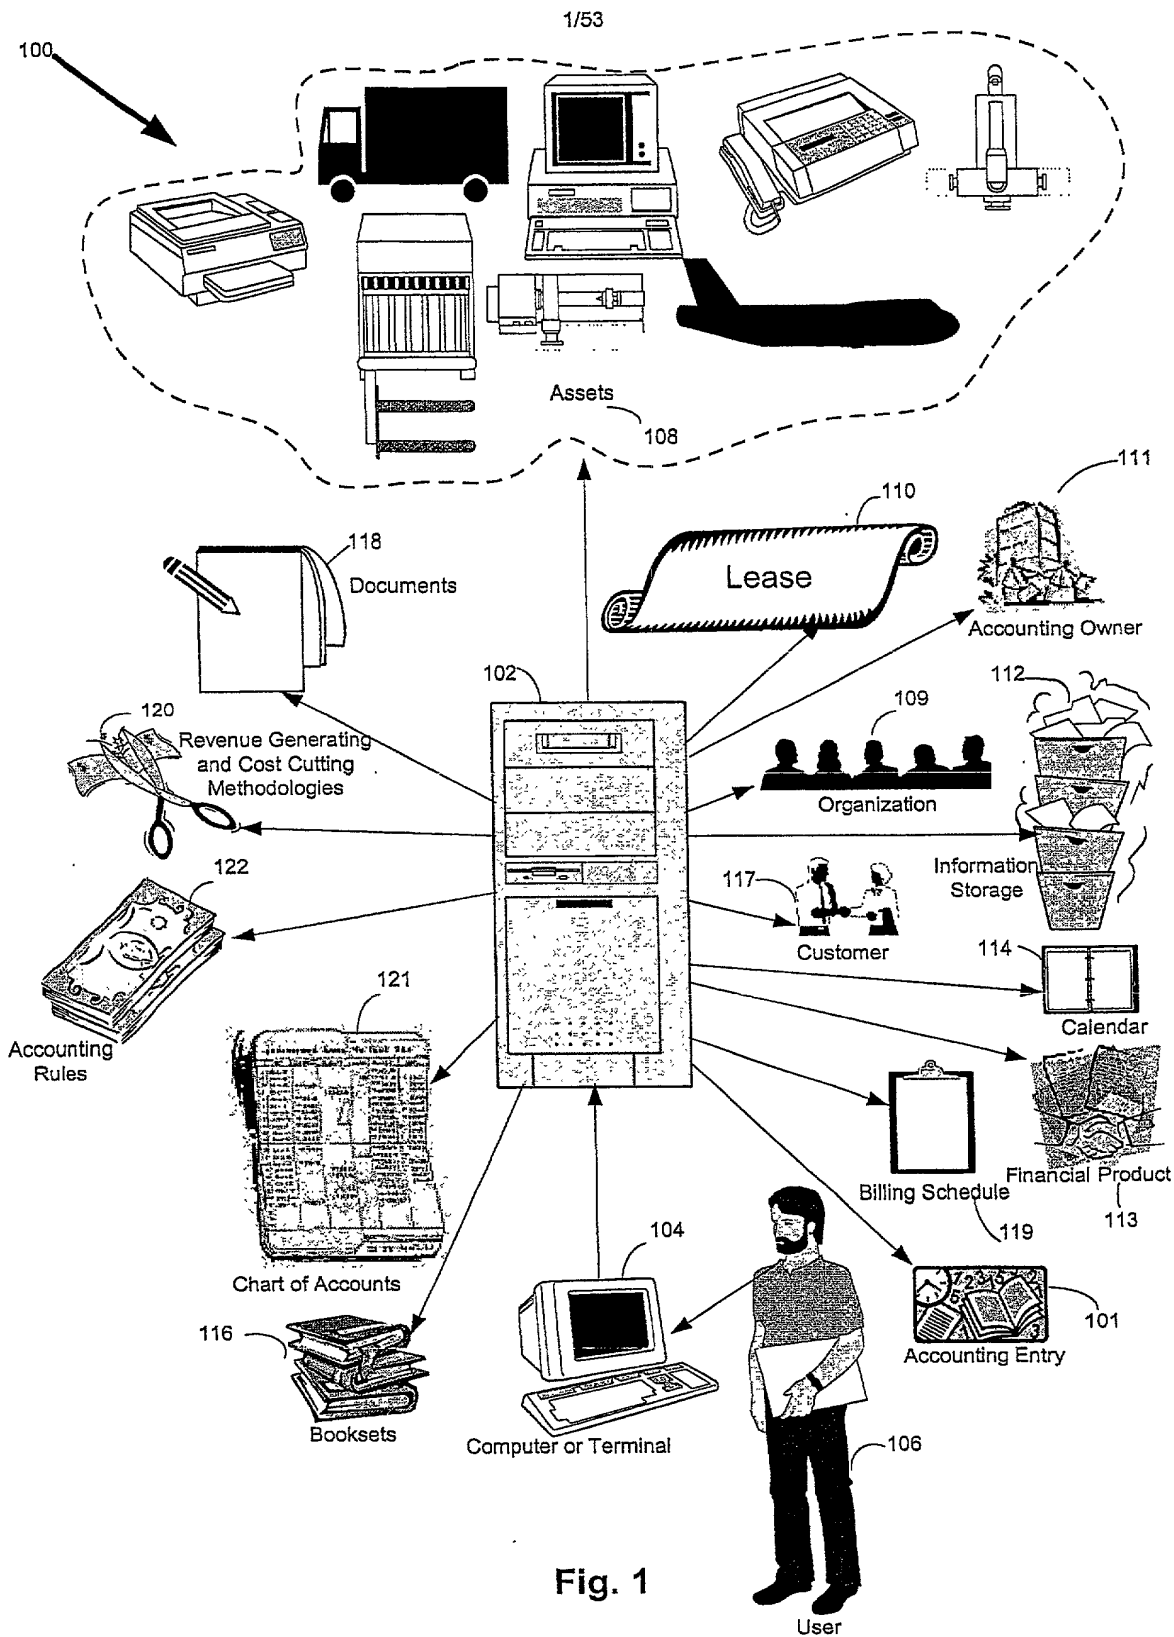 1/53
100
Assets
108
111
110
118
Documents
Lease
Accounting Owner
102
112
120
109
Revenue Generating
and Cost Cutting
Methodologies
Organization
122
117
Information
Storage
Customer
114
121
Calendar
Accounting
Rules
Financial Product
Billing Schedule
113
119
104
Chart of Accounts
101
116
Accounting Entry
Booksets
Computer or Terminal
106
Fig. 1
User